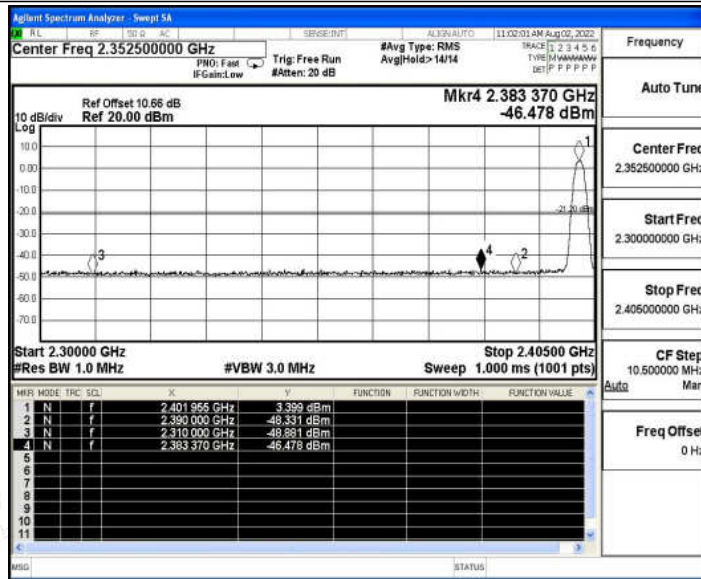 Agilent Spectrum Analyzer - Swept SA
RL RF 50 Ω AC SENSE:INT ALIGN AUTO 11:02:01 AM Aug 02, 2022
Center Freq 2.352500000 GHz
PNO: Fast
IFGain:Low
Trig: Free Run
#Atten: 20 dB
#Avg Type: RMS
Avg|Hold:> 14/14
TRACE 1 2 3 4 5 6
TYPE
DET P P P P P P
Frequency
Mkr4 2.383 370 GHz
-46.478 dBm
Ref Offset 10.66 dB
Ref 20.00 dBm
10 dB/div
Log
10.0
0.00
-10.0
-20.0
-30.0
-40.0
-50.0
-60.0
-70.0
-21.20 dBm
1
2
3
4
Start 2.30000 GHz
Stop 2.40500 GHz
#Res BW 1.0 MHz
#VBW 3.0 MHz
Sweep 1.000 ms (1001 pts)
MKR MODE TRC SCL X Y FUNCTION FUNCTION WIDTH FUNCTION VALUE
1 N f 2.401 955 GHz 3.399 dBm
2 N f 2.390 000 GHz -48.331 dBm
3 N f 2.310 000 GHz -48.881 dBm
4 N f 2.383 370 GHz -46.478 dBm
5
6
7
8
9
10
11
MSG
STATUS
Auto Tune
Center Freq
2.352500000 GHz
Start Freq
2.300000000 GHz
Stop Freq
2.405000000 GHz
CF Step
10.500000 MHz
Auto Man
Freq Offset
0 Hz